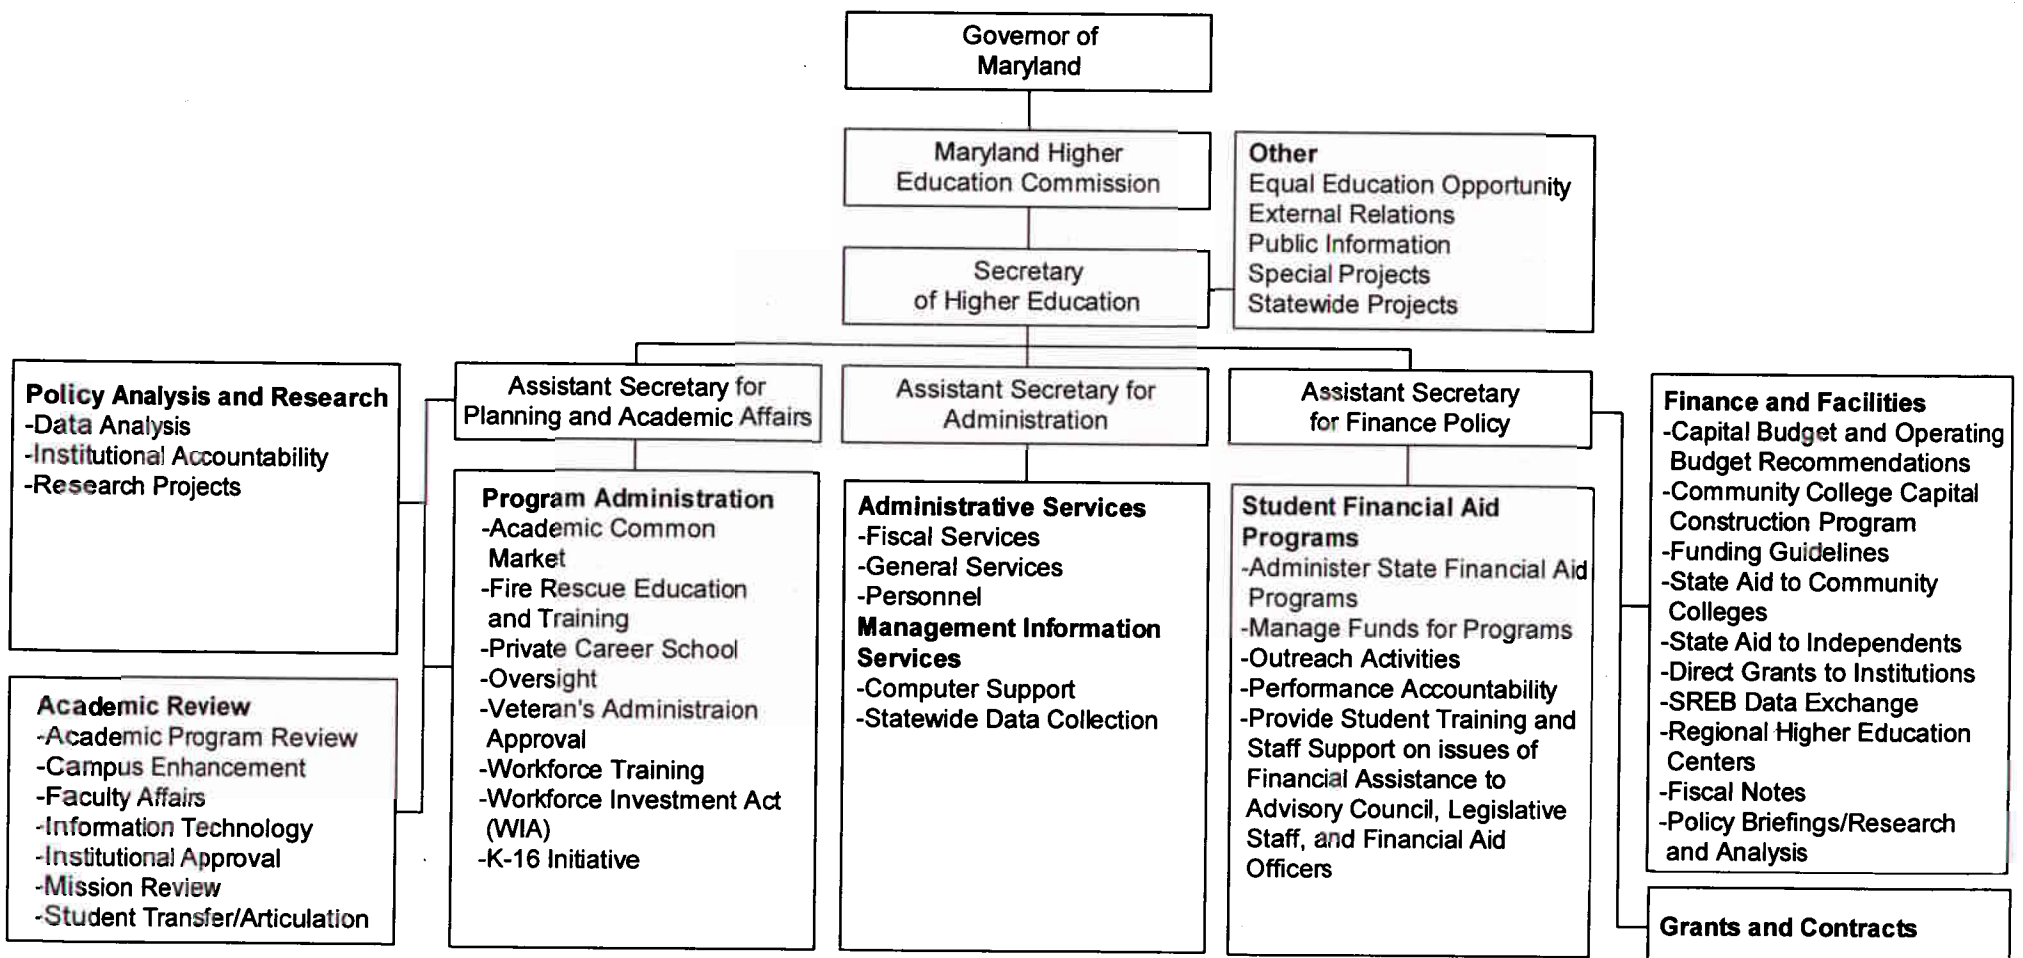 Governor of
Maryland
Maryland Higher
Education Commission
Other
Equal Education Opportunity
External Relations
Public Information
Special Projects
Statewide Projects
Secretary
of Higher Education
Policy Analysis and Research
-Data Analysis
-Institutional Accountability
-Research Projects
Assistant Secretary for
Planning and Academic Affairs
Assistant Secretary for
Administration
Assistant Secretary
for Finance Policy
Finance and Facilities
-Capital Budget and Operating
Budget Recommendations
-Community College Capital
Construction Program
-Funding Guidelines
-State Aid to Community
Colleges
-State Aid to Independents
-Direct Grants to Institutions
-SREB Data Exchange
-Regional Higher Education
Centers
-Fiscal Notes
-Policy Briefings/Research
and Analysis
Program Administration
-Academic Common
Market
-Fire Rescue Education
and Training
-Private Career School
-Oversight
-Veteran's Administraion
Approval
-Workforce Training
-Workforce Investment Act
(WIA)
-K-16 Initiative
Administrative Services
-Fiscal Services
-General Services
-Personnel
Management Information
Services
-Computer Support
-Statewide Data Collection
Student Financial Aid
Programs
-Administer State Financial Aid
Programs
-Manage Funds for Programs
-Outreach Activities
-Performance Accountability
-Provide Student Training and
Staff Support on issues of
Financial Assistance to
Advisory Council, Legislative
Staff, and Financial Aid
Officers
Academic Review
-Academic Program Review
-Campus Enhancement
-Faculty Affairs
-Information Technology
-Institutional Approval
-Mission Review
-Student Transfer/Articulation
Grants and Contracts